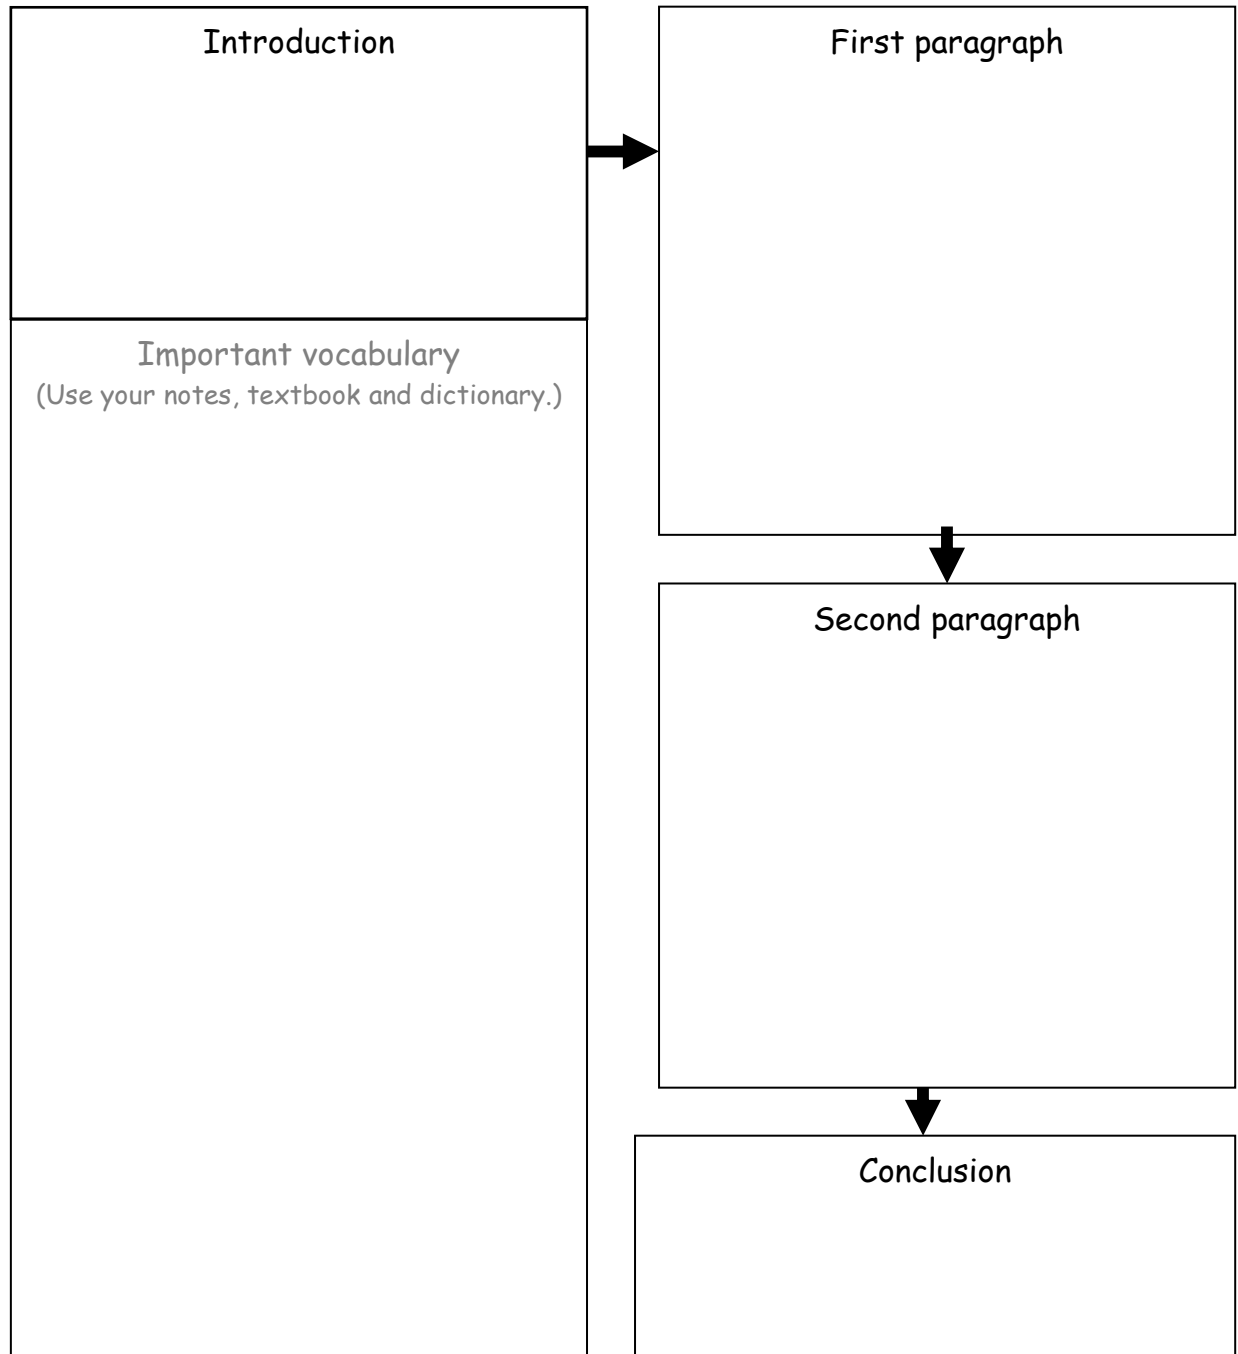 Introduction
Important vocabulary
(Use your notes, textbook and dictionary.)
First paragraph
Second paragraph
Conclusion